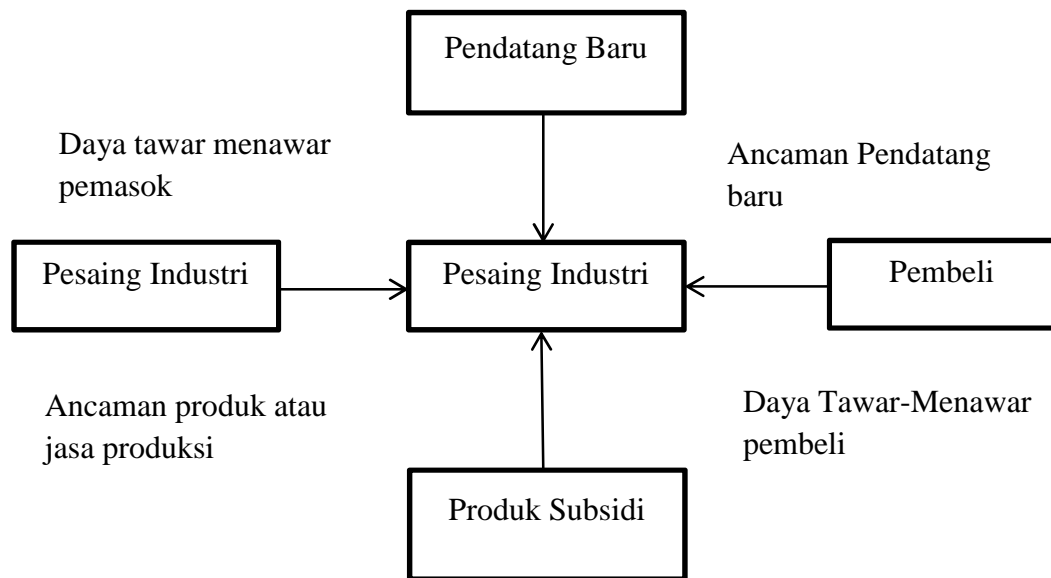 Pendatang Baru
Daya tawar menawar
pemasok
Ancaman Pendatang
baru
Pesaing Industri
Pesaing Industri
Pembeli
Ancaman produk atau
jasa produksi
Daya Tawar-Menawar
pembeli
Produk Subsidi